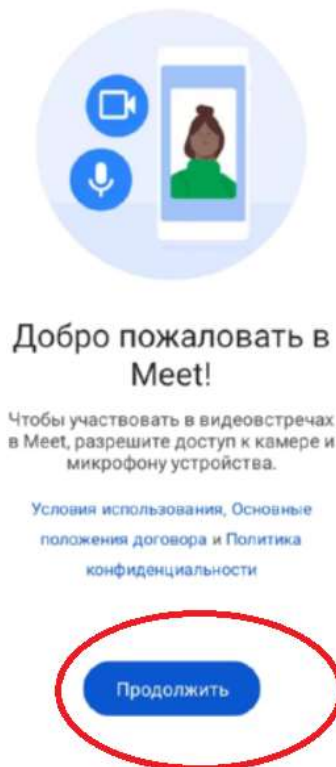 Добро пожаловать в
Meet!
Чтобы участвовать в видеовстречах
в Meet, разрешите доступ к камере и
микрофону устройства.
Условия использования, Основные
положения договора и Политика
конфиденциальности
Продолжить